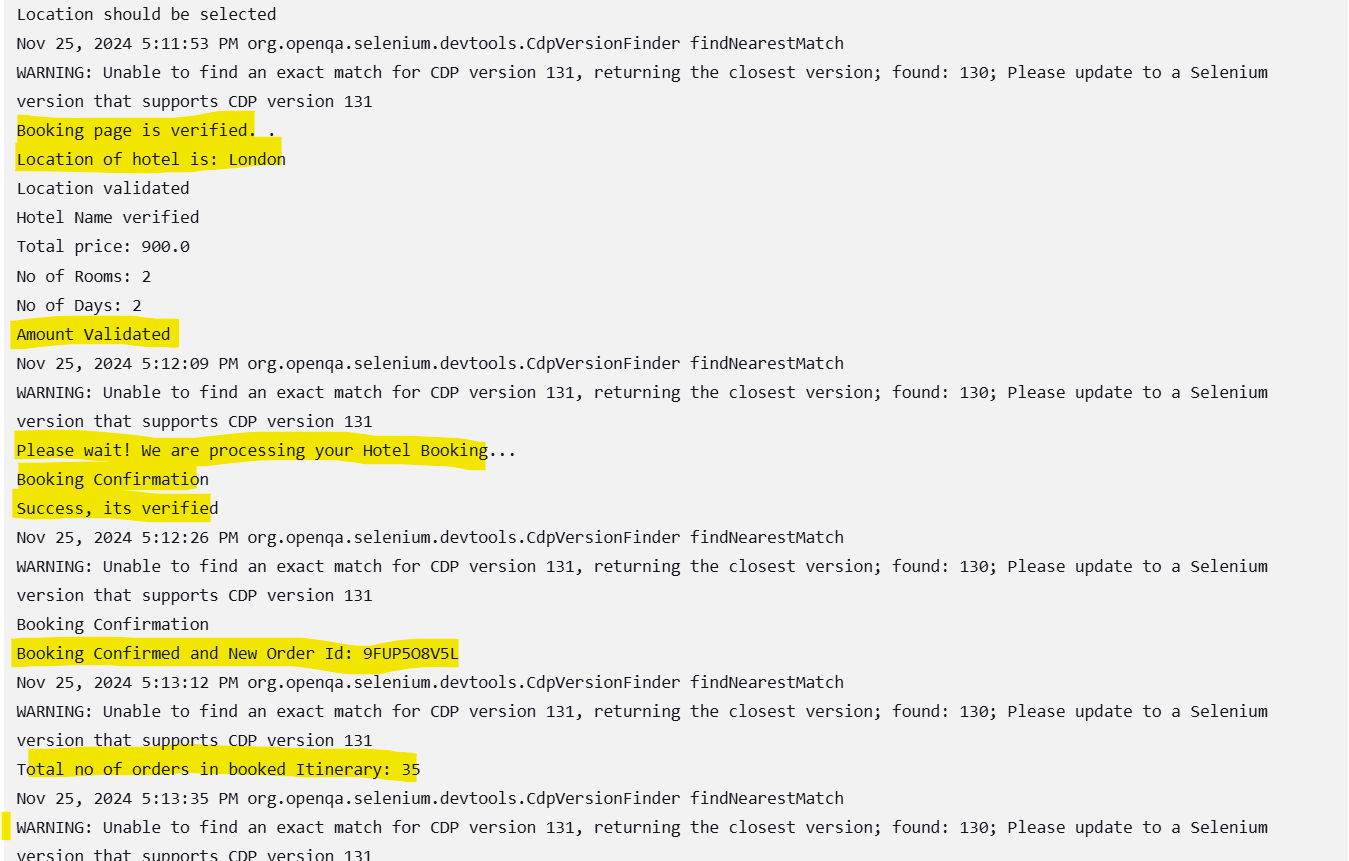 Location should be selected
Nov 25, 2024 5:11:53 PM org.openqa.selenium.devtools.CdpVersionFinder findNearestMatch
WARNING: Unable to find an exact match for CDP version 131, returning the closest version; found: 130; Please update to a Selenium
version that supports CDP version 131
Booking page is verified. .
Location of hotel is: London
Location validated
Hotel Name verified
Total price: 900.0
No of Rooms: 2
No of Days: 2
Amount Validated
Nov 25, 2024 5:12:09 PM org.openqa.selenium.devtools.CdpVersionFinder findNearestMatch
WARNING: Unable to find an exact match for CDP version 131, returning the closest version; found: 130; Please update to a Selenium
version that supports CDP version 131
Please wait! We are processing your Hotel Booking...
Booking Confirmation
Success, its verified
Nov 25, 2024 5:12:26 PM org.openqa.selenium.devtools.CdpVersionFinder findNearestMatch
WARNING: Unable to find an exact match for CDP version 131, returning the closest version; found: 130; Please update to a Selenium
version that supports CDP version 131
Booking Confirmation
Booking Confirmed and New Order Id: 9FUP5O8V5L
Nov 25, 2024 5:13:12 PM org.openqa.selenium.devtools.CdpVersionFinder findNearestMatch
WARNING: Unable to find an exact match for CDP version 131, returning the closest version; found: 130; Please update to a Selenium
version that supports CDP version 131
Total no of orders in booked Itinerary: 35
Nov 25, 2024 5:13:35 PM org.openqa.selenium.devtools.CdpVersionFinder findNearestMatch
WARNING: Unable to find an exact match for CDP version 131, returning the closest version; found: 130; Please update to a Selenium
version that supports CDP version 131